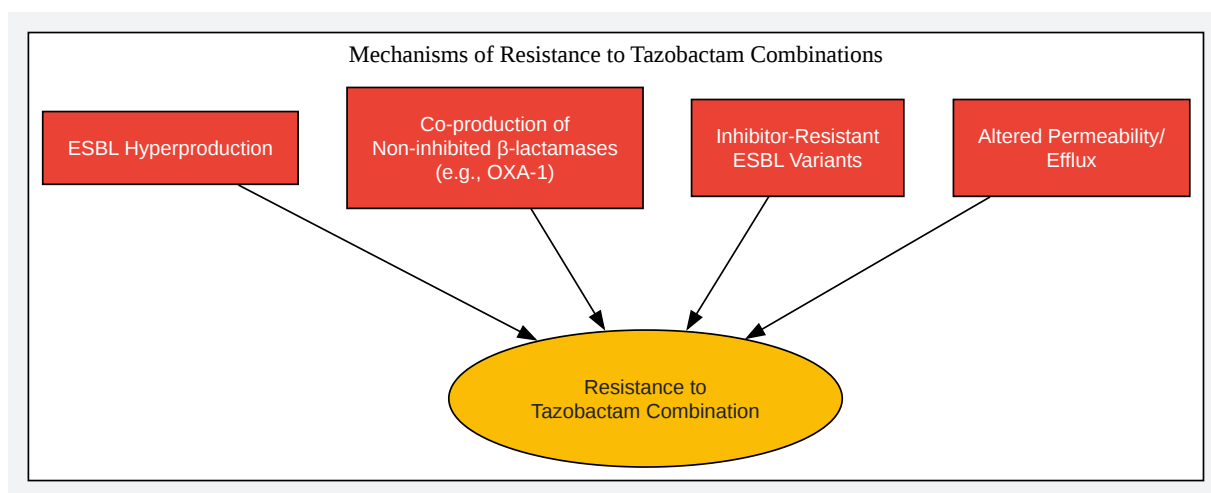 Mechanisms of Resistance to Tazobactam Combinations
ESBL Hyperproduction
Co-production of
Non-inhibited β-lactamases
(e.g., OXA-1)
Inhibitor-Resistant
ESBL Variants
Altered Permeability/
Efflux
Resistance to
Tazobactam Combination